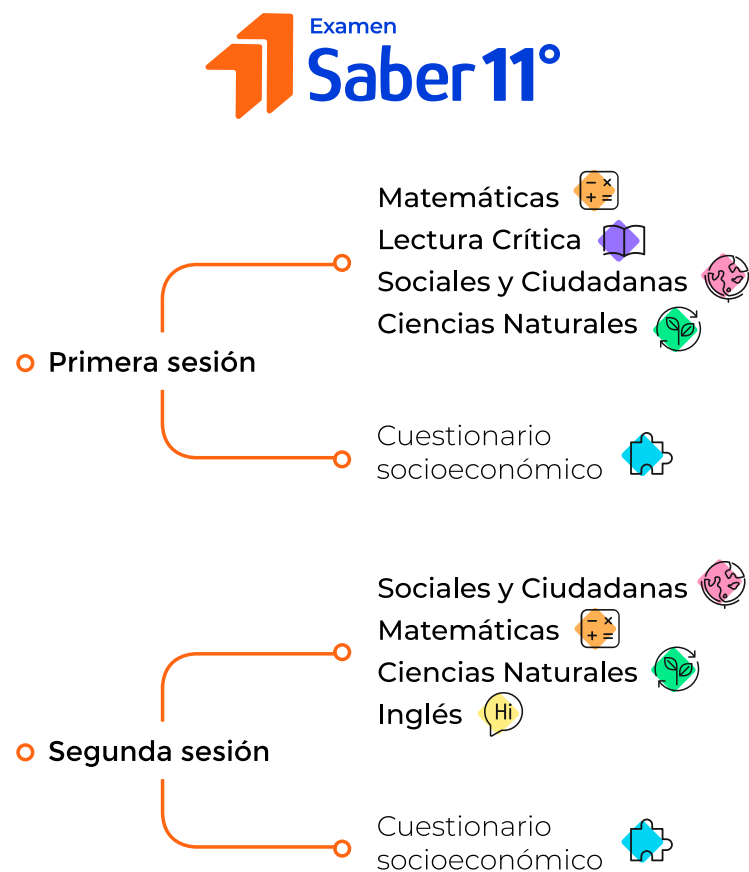 Examen
Saber 11°
Matemáticas
Lectura Crítica
Sociales y Ciudadanas
Ciencias Naturales
Primera sesión
Cuestionario
socioeconómico
Sociales y Ciudadanas
Matemáticas
Ciencias Naturales
Inglés Hi
Segunda sesión
Cuestionario
socioeconómico